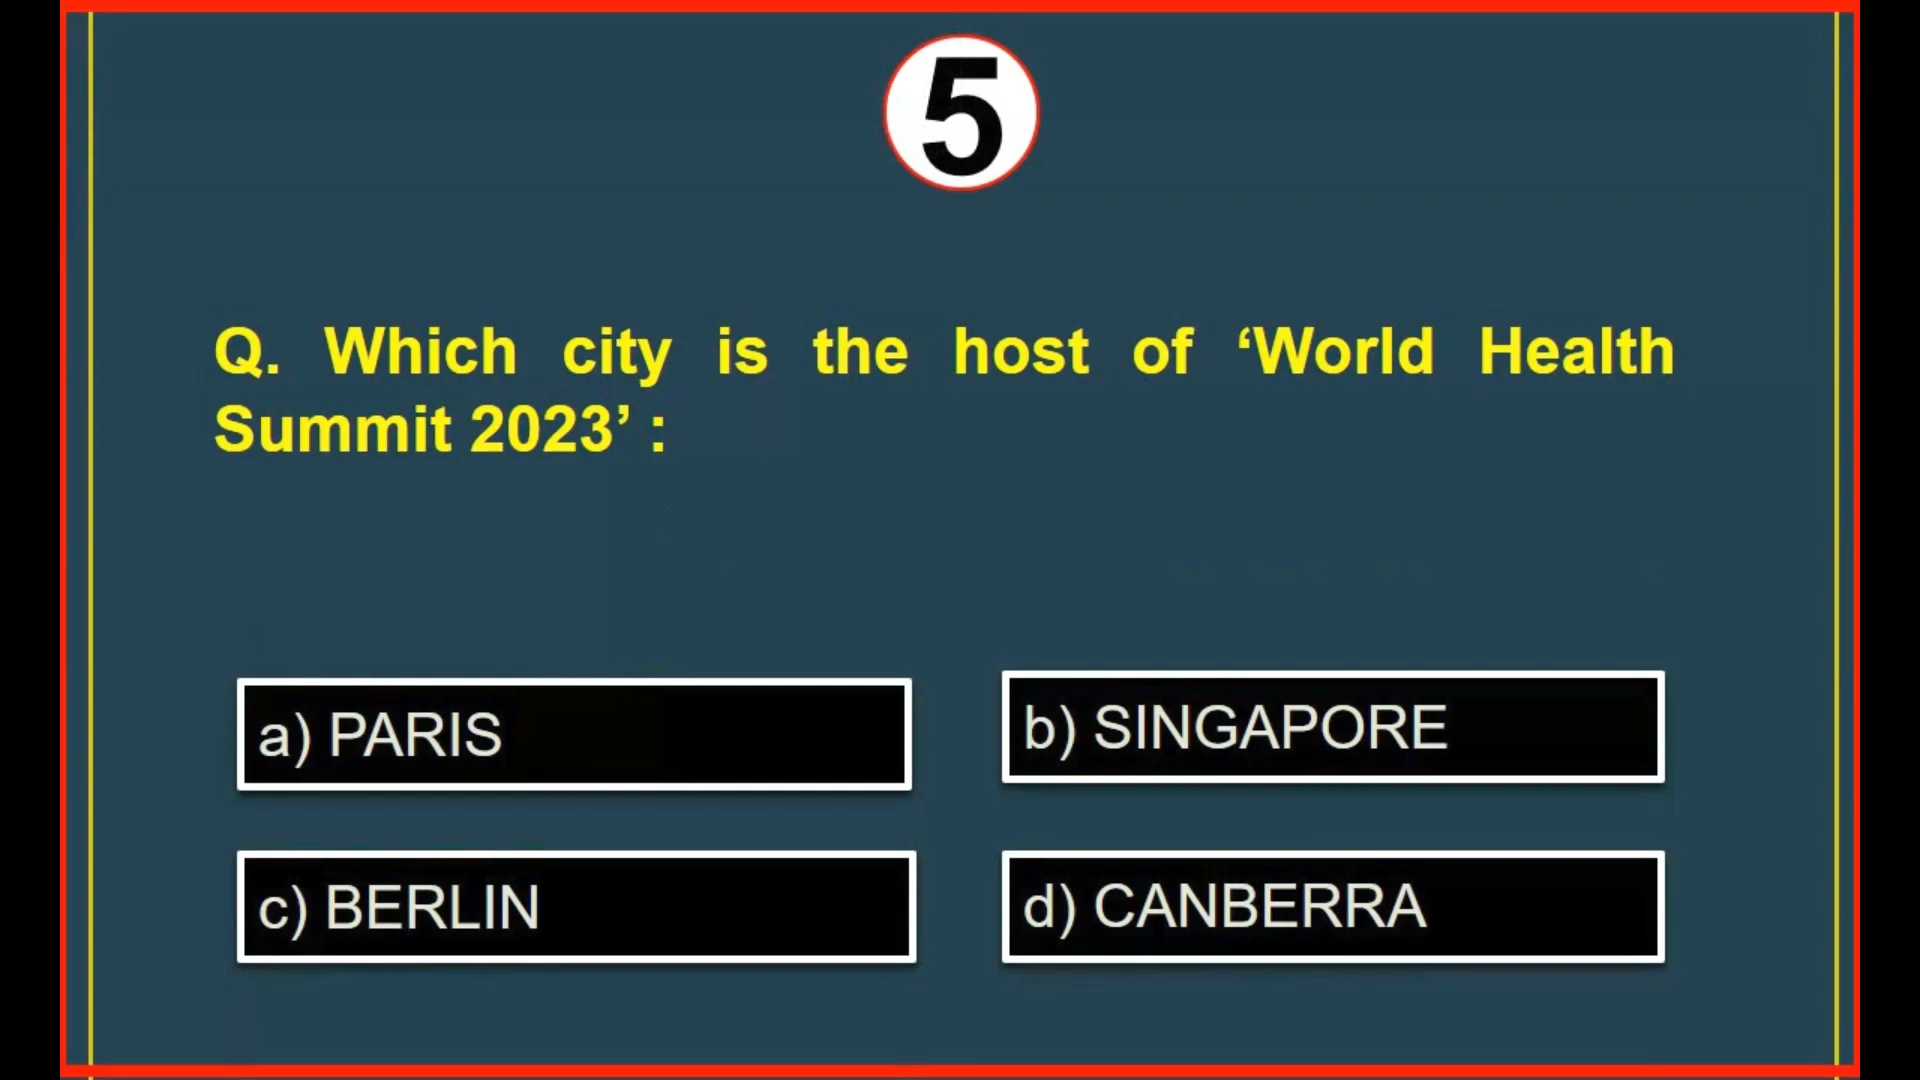 5
Q. Which city is the host of ‘World Health
Summit 2023’ :
a) PARIS
b) SINGAPORE
c) BERLIN
d) CANBERRA